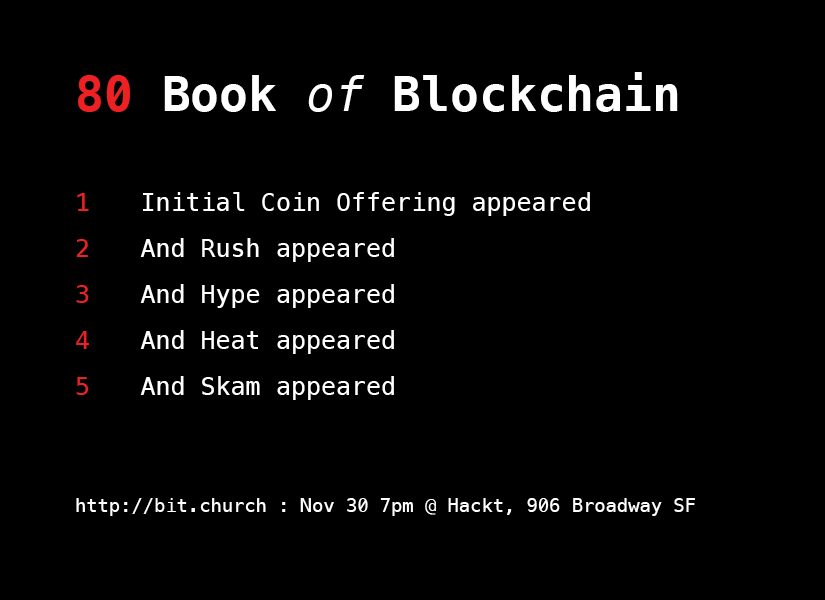 80 Book of Blockchain
1 Initial Coin Offering appeared
2 And Rush appeared
3 And Hype appeared
4 And Heat appeared
5 And Skam appeared
http://bit.church : Nov 30 7pm @ Hackt, 906 Broadway SF